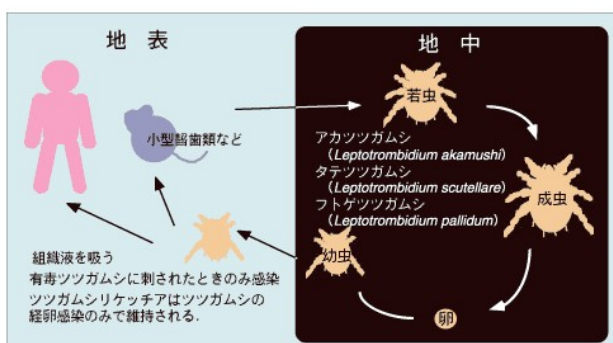 地表
地中
小型齧歯類など
若虫
アカツツガムシ
（Leptotrombidium akamushi）
タテツツガムシ
（Leptotrombidium scutellare）
フトゲツツガムシ
（Leptotrombidium pallidum）
成虫
幼虫
卵
組織液を吸う
有毒ツツガムシに刺されたときのみ感染
ツツガムシリケッチアはツツガムシの
経卵感染のみで維持される.